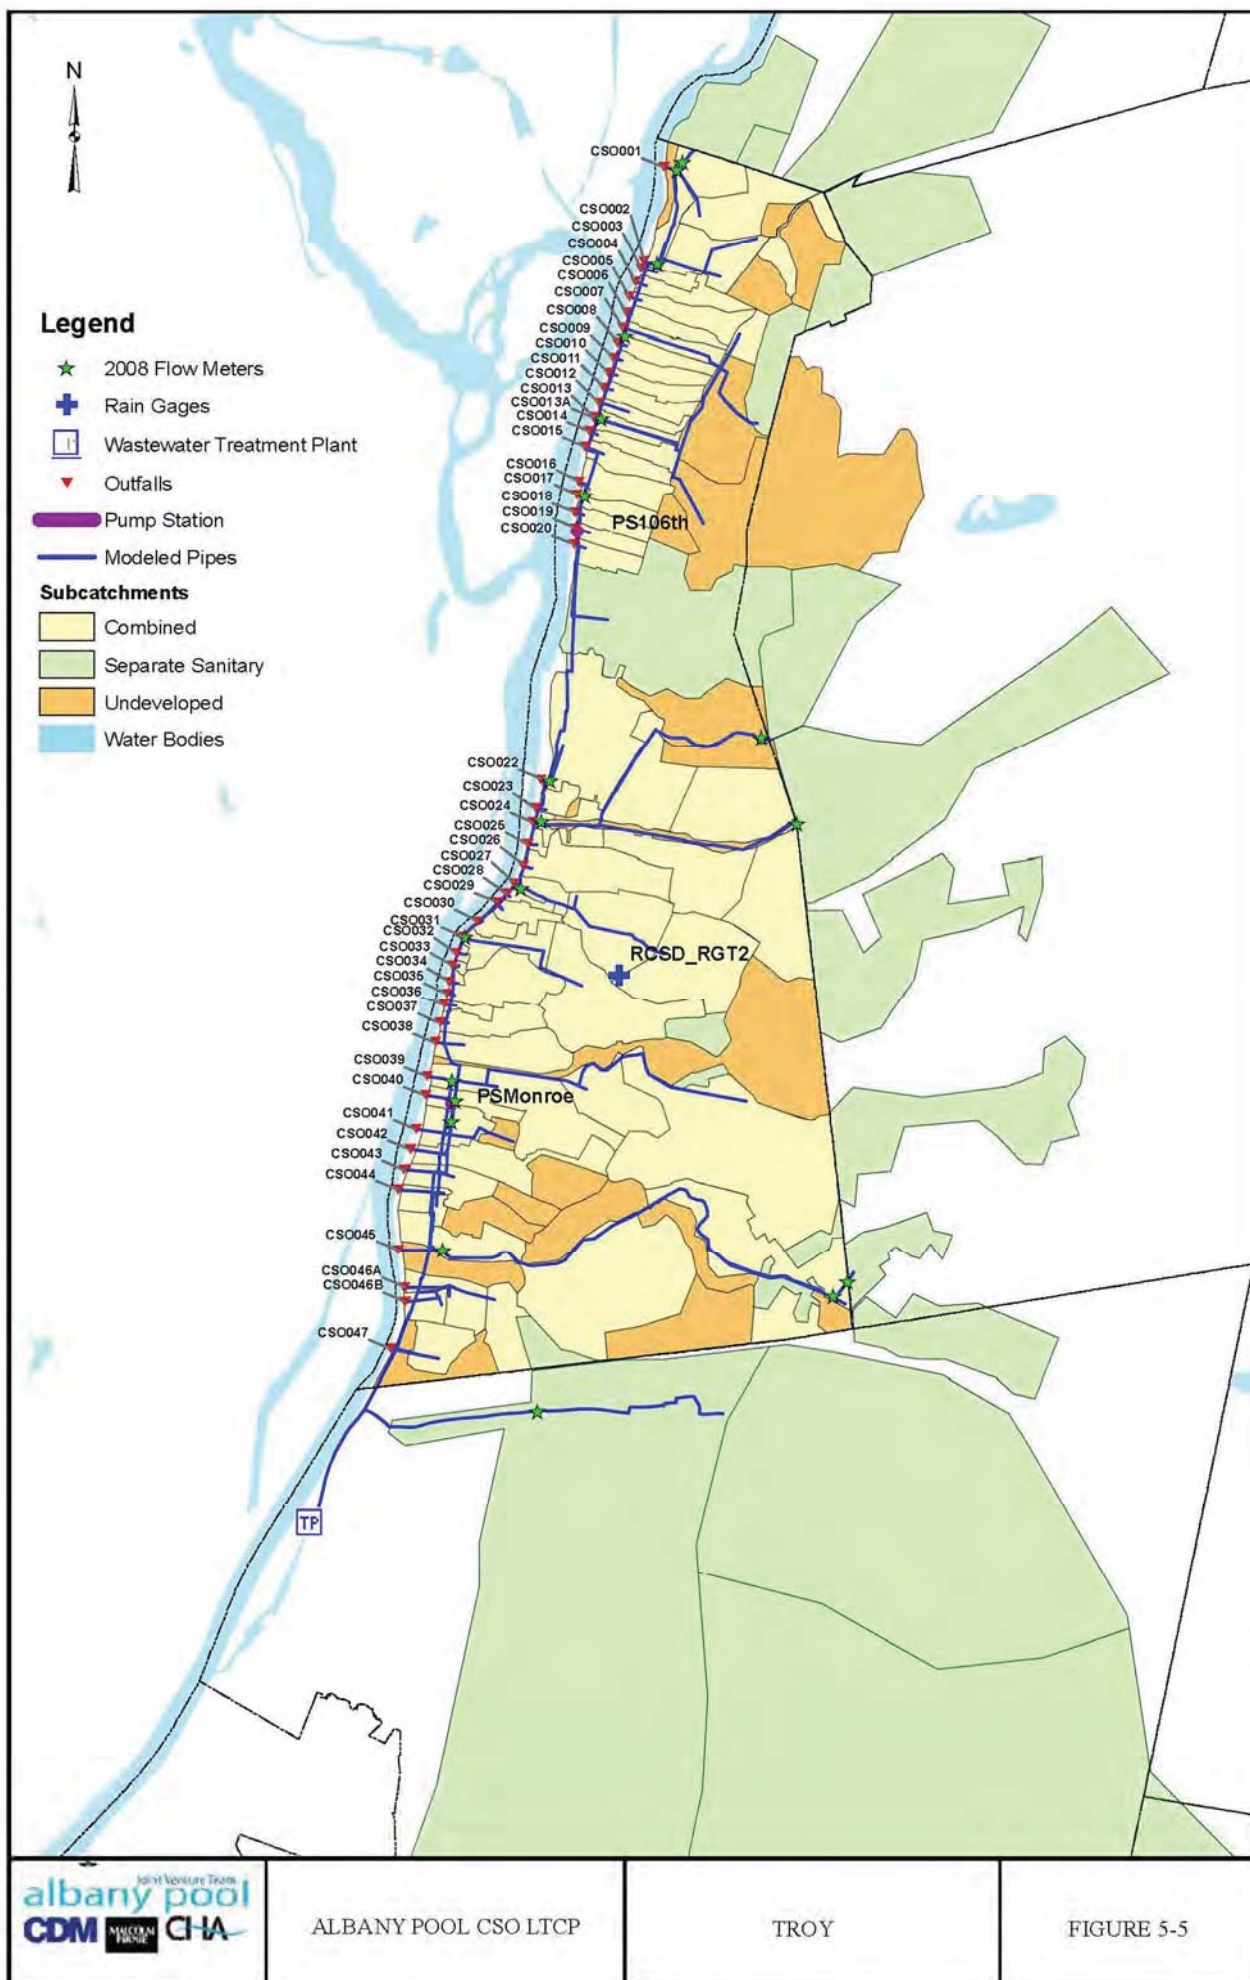 N
CSO001
CSO002
CSO003
CSO004
CSO005
CSO006
CSO007
CSO008
CSO009
CSO010
CSO011
CSO012
CSO013
CSO013A
CSO014
CSO015
CSO016
CSO017
CSO018
CSO019
CSO020
PS106th
Legend
2008 Flow Meters
Rain Gages
Wastewater Treatment Plant
Outfalls
Pump Station
Modeled Pipes
Subcatchments
Combined
Separate Sanitary
Undeveloped
Water Bodies
CSO022
CSO023
CSO024
CSO025
CSO026
CSO027
CSO028
CSO029
CSO030
CSO031
CSO032
CSO033
CSO034
CSO035
CSO036
CSO037
CSO038
RCSD_RGT2
CSO039
CSO040
PSMonroe
CSO041
CSO042
CSO043
CSO044
CSO045
CSO046A
CSO046B
CSO047
TP
Joint Venture Team
albany pool
CDM MALCOLM PIRNIE CHA
ALBANY POOL CSO LTCP
TROY
FIGURE 5-5